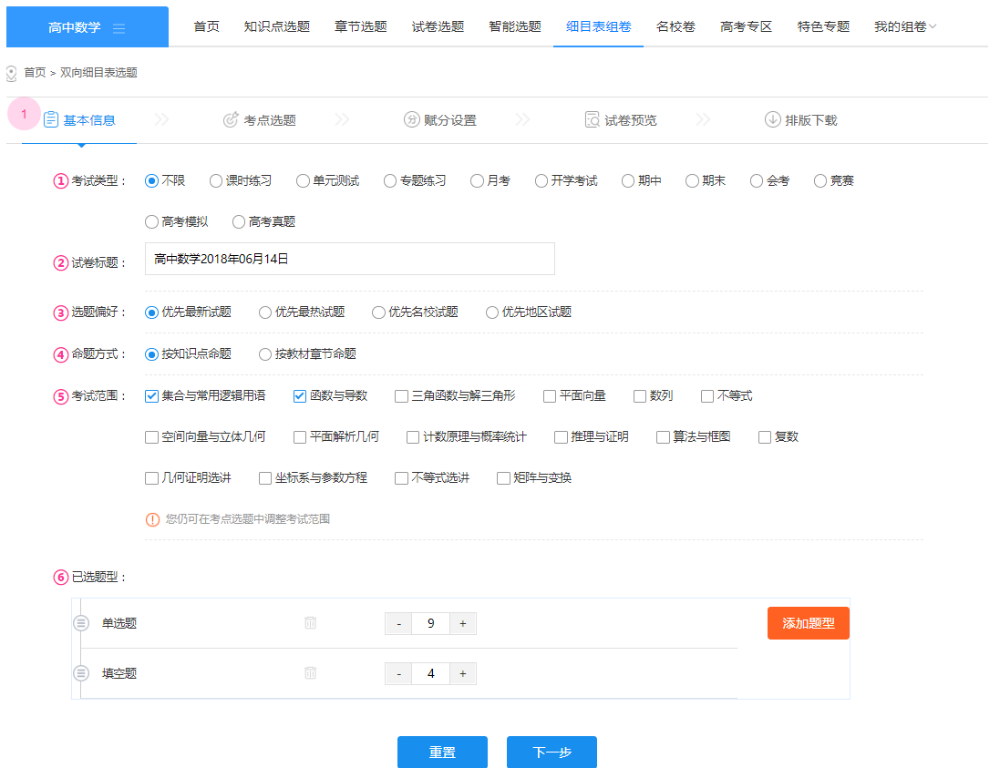 高中数学 首页 知识点选题 章节选题 试卷选题 智能选题 细目表组卷 名校卷 高考专区 特色专题 我的组卷
首页 > 双向细目表选题
1 基本信息 考点选题 分 赋分设置 试卷预览 排版下载
① 考试类型： 不限 课时练习 单元测试 专题练习 月考 开学考试 期中 期末 会考 竞赛
高考模拟 高考真题
② 试卷标题： 高中数学2018年06月14日
③ 选题偏好： 优先最新试题 优先最热试题 优先名校试题 优先地区试题
④ 命题方式： 按知识点命题 按教材章节命题
⑤ 考试范围： 集合与常用逻辑用语 函数与导数 三角函数与解三角形 平面向量 数列 不等式
空间向量与立体几何 平面解析几何 计数原理与概率统计 推理与证明 算法与框图 复数
几何证明选讲 坐标系与参数方程 不等式选讲 矩阵与变换
您仍可在考点选题中调整考试范围
⑥ 已选题型：
单选题 - 9 + 添加题型
填空题 - 4 +
重置 下一步